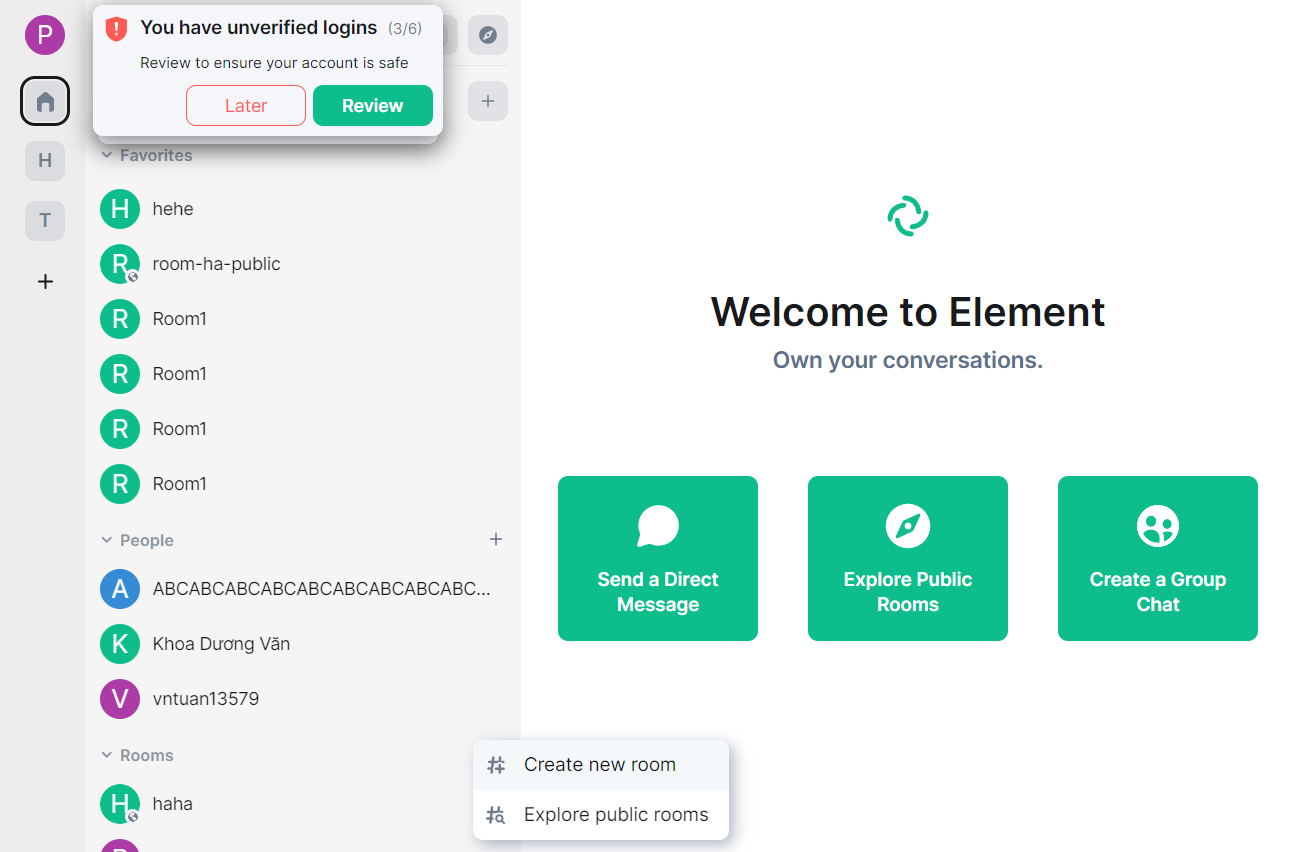 P
You have unverified logins (3/6)
Review to ensure your account is safe
Later
Review
H
T
Favorites
H hehe
R room-ha-public
R Room1
R Room1
R Room1
R Room1
People
A ABCABCABCABCABCABCABCABCABC...
K Khoa Dương Văn
V vntuan13579
Rooms
H haha
Create new room
Explore public rooms
Welcome to Element
Own your conversations.
Send a Direct
Message
Explore Public
Rooms
Create a Group
Chat